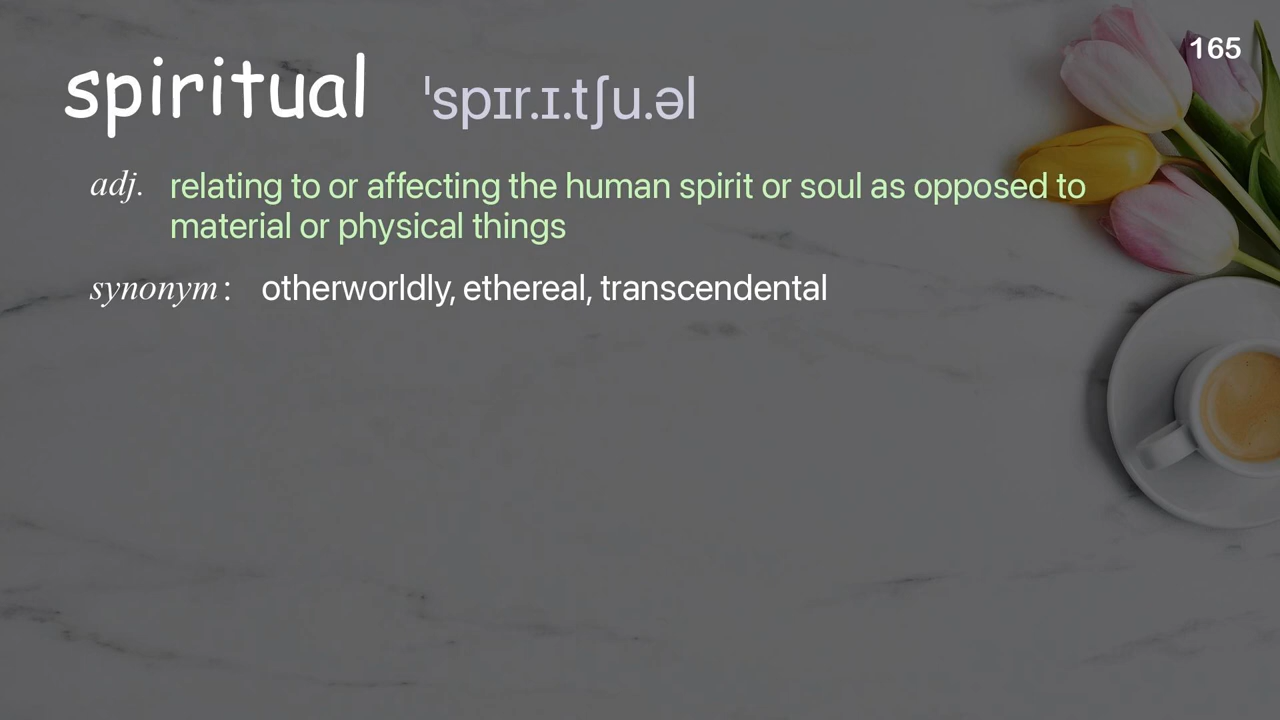 165
spiritual ˈspɪr.ɪ.tʃu.əl
adj. relating to or affecting the human spirit or soul as opposed to
material or physical things
synonym: otherworldly, ethereal, transcendental